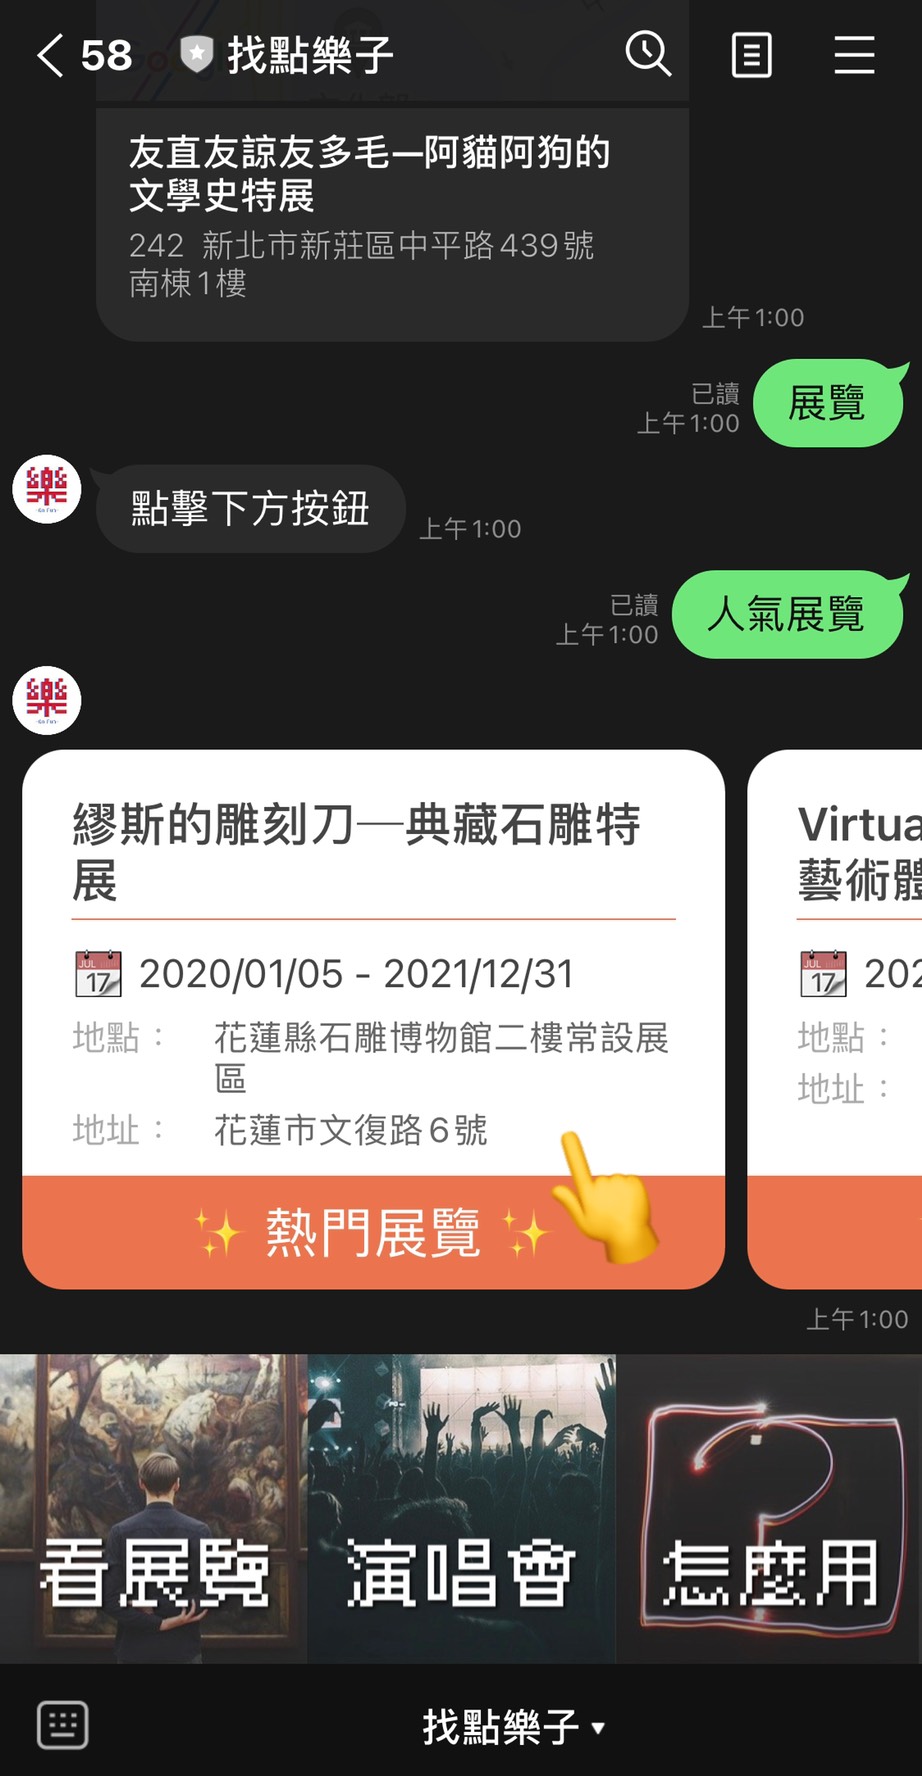 58 找點樂子
友直友諒友多毛—阿貓阿狗的
文學史特展
242 新北市新莊區中平路439號
南棟1樓
上午1:00
展覽
已讀
上午1:00
樂
點擊下方按鈕
上午1:00
人氣展覽
已讀
上午1:00
樂
繆斯的雕刻刀—典藏石雕特
展
JUL
17
2020/01/05 - 2021/12/31
地點：
花蓮縣石雕博物館二樓常設展
區
地址：
花蓮市文復路6號
✨ 熱門展覽 ✨
Virtua
藝術體
JUL
17
202
地點：
地址：
上午1:00
看展覽
演唱會
怎麼用
找點樂子 ▾